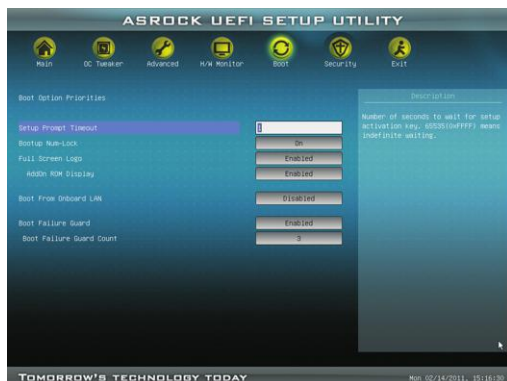 ASROCK UEFI SETUP UTILITY
Main OC Tweaker Advanced H/W Monitor Boot Security Exit
Boot Option Priorities
Setup Prompt Timeout 1
Bootup Num-Lock On
Full Screen Logo Enabled
AddOn ROM Display Enabled
Boot From Onboard LAN Disabled
Boot Failure Guard Enabled
Boot Failure Guard Count 3
Description
Number of seconds to wait for setup
activation key. 65535(0xFFFF) means
indefinite waiting.
TOMORROW'S TECHNOLOGY TODAY
Mon 02/14/2011, 15:16:30